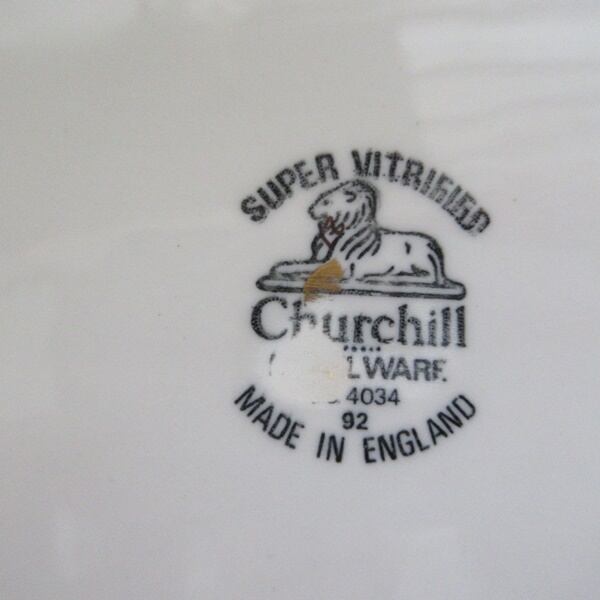 SUPER VITRIFIED
Churchill
4034
92
MADE IN ENGLAND